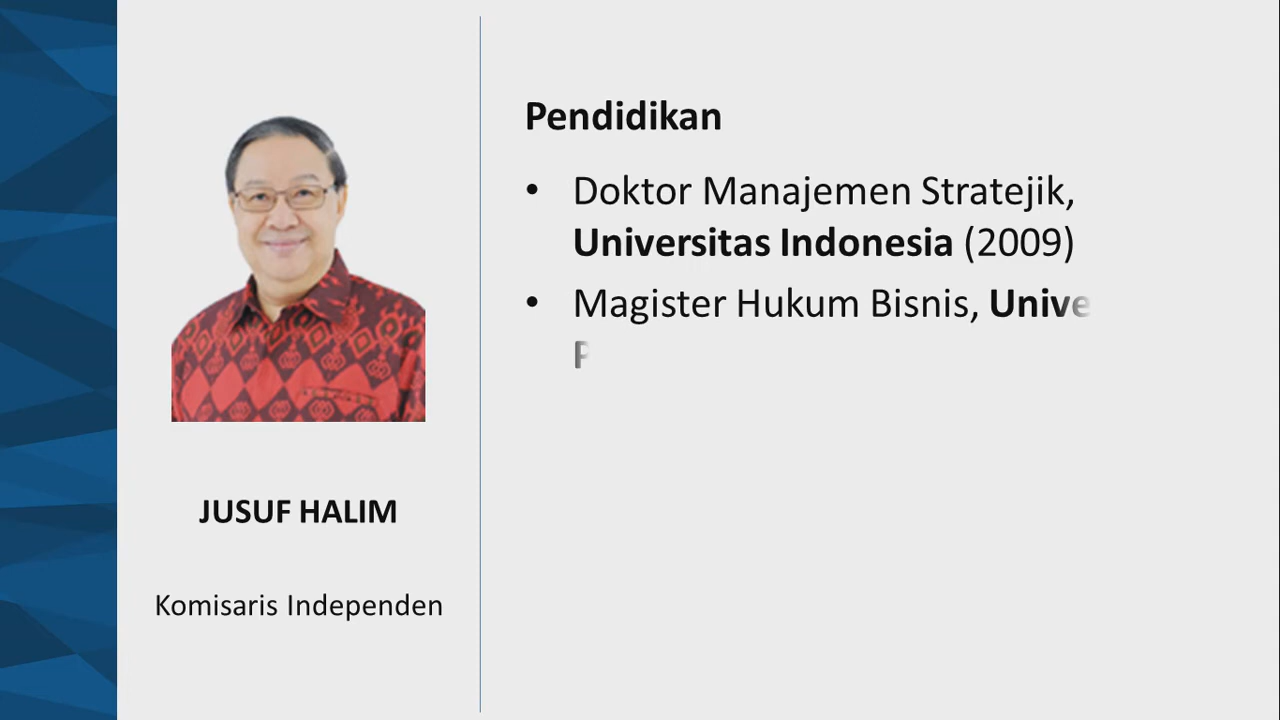 Pendidikan
• Doktor Manajemen Stratejik,
Universitas Indonesia (2009)
• Magister Hukum Bisnis,
JUSUF HALIM
Komisaris Independen